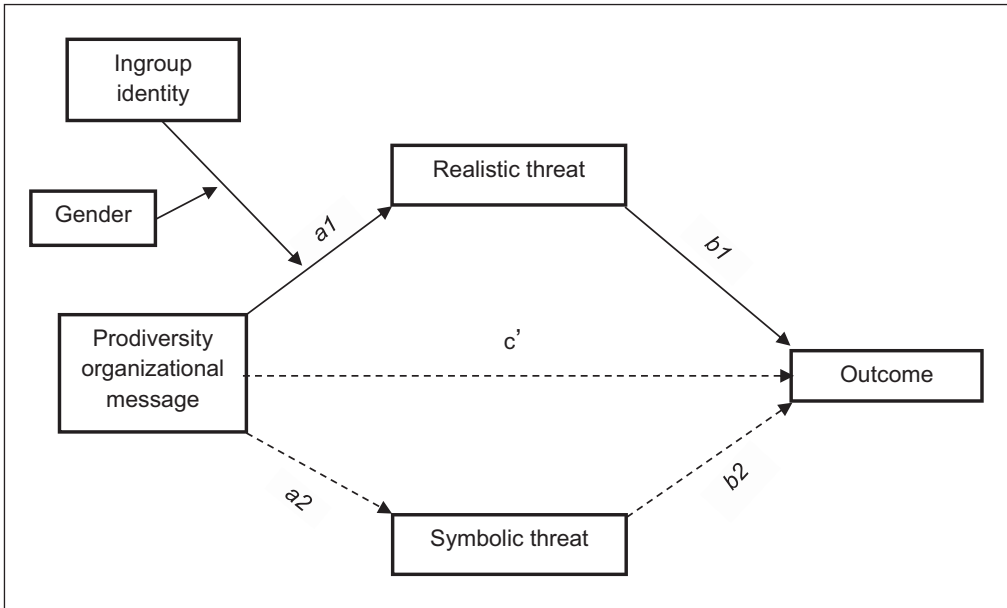 Ingroup
identity
Realistic threat
Gender
a1
b1
Prodiversity
organizational
message
c’
Outcome
a2
b2
Symbolic threat